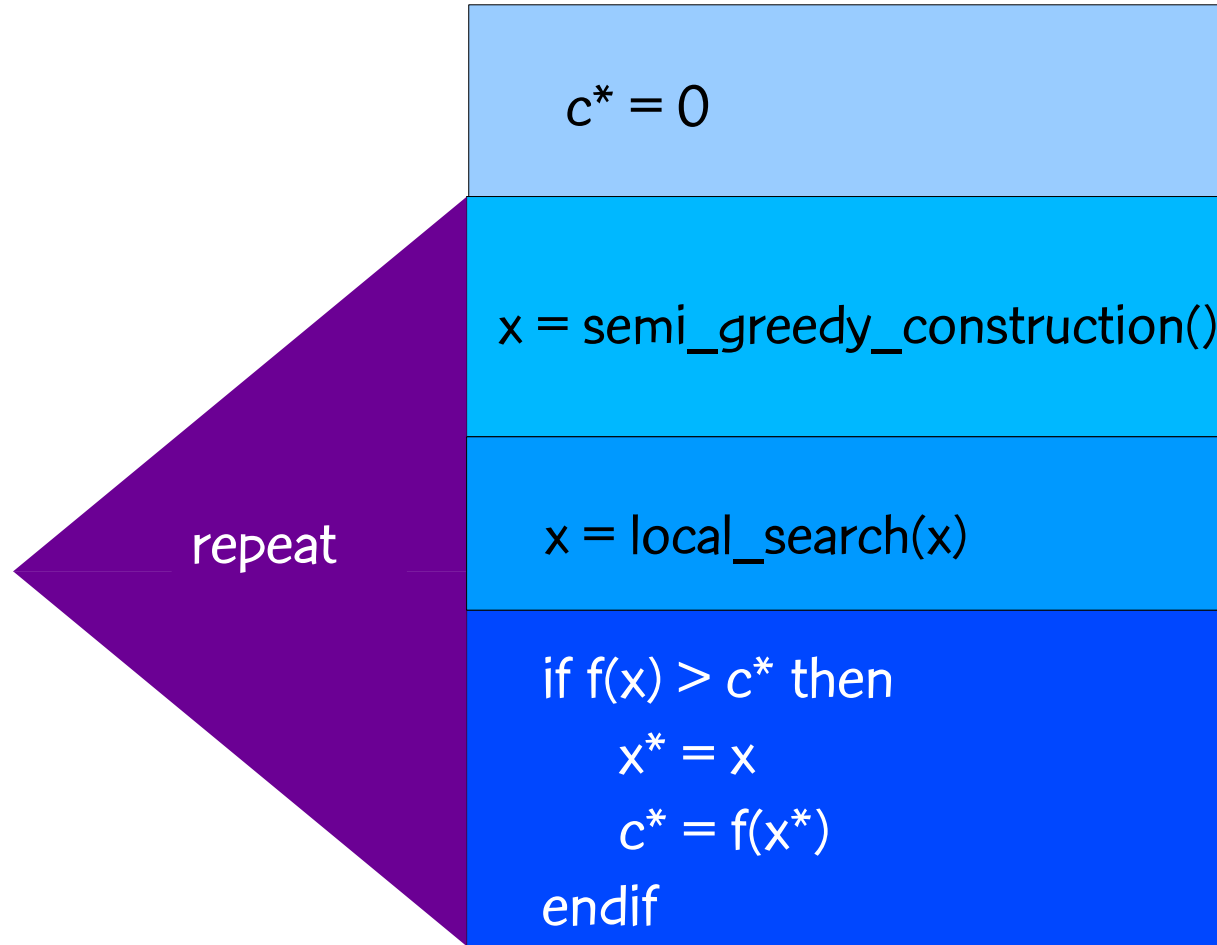 c* = 0
x = semi_greedy_construction()
repeat
x = local_search(x)
if f(x) > c* then
x* = x
c* = f(x*)
endif